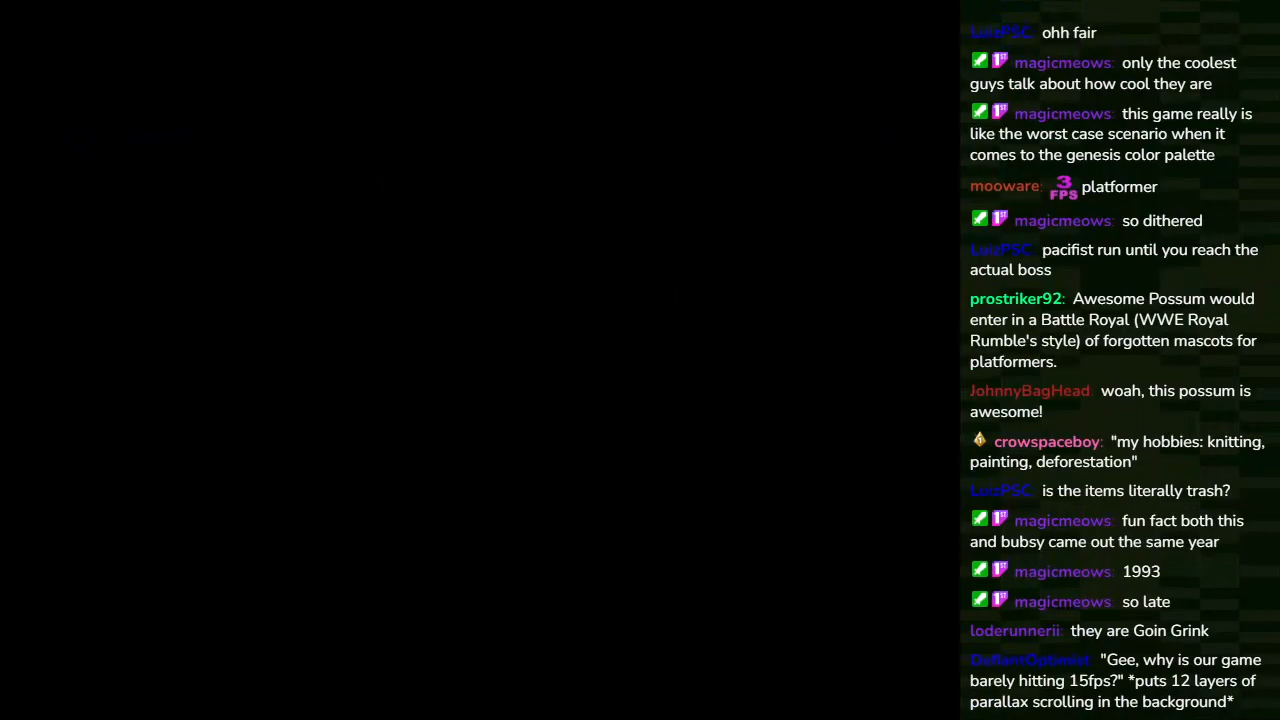 LuizPSC: ohh fair
magicmeows: only the coolest
guys talk about how cool they are
magicmeows: this game really is
like the worst case scenario when it
comes to the genesis color palette
mooware: 3 FPS platformer
magicmeows: so dithered
LuizPSC: pacifist run until you reach the
actual boss
prostriker92: Awesome Possum would
enter in a Battle Royal (WWE Royal
Rumble's style) of forgotten mascots for
platformers.
JohnnyBagHead: woah, this possum is
awesome!
crowspaceboy: "my hobbies: knitting,
painting, deforestation"
LuizPSC: is the items literally trash?
magicmeows: fun fact both this
and bubsy came out the same year
magicmeows: 1993
magicmeows: so late
loderunnerii: they are Goin Grink
DefiantOptimist: "Gee, why is our game
barely hitting 15fps?" *puts 12 layers of
parallax scrolling in the background*